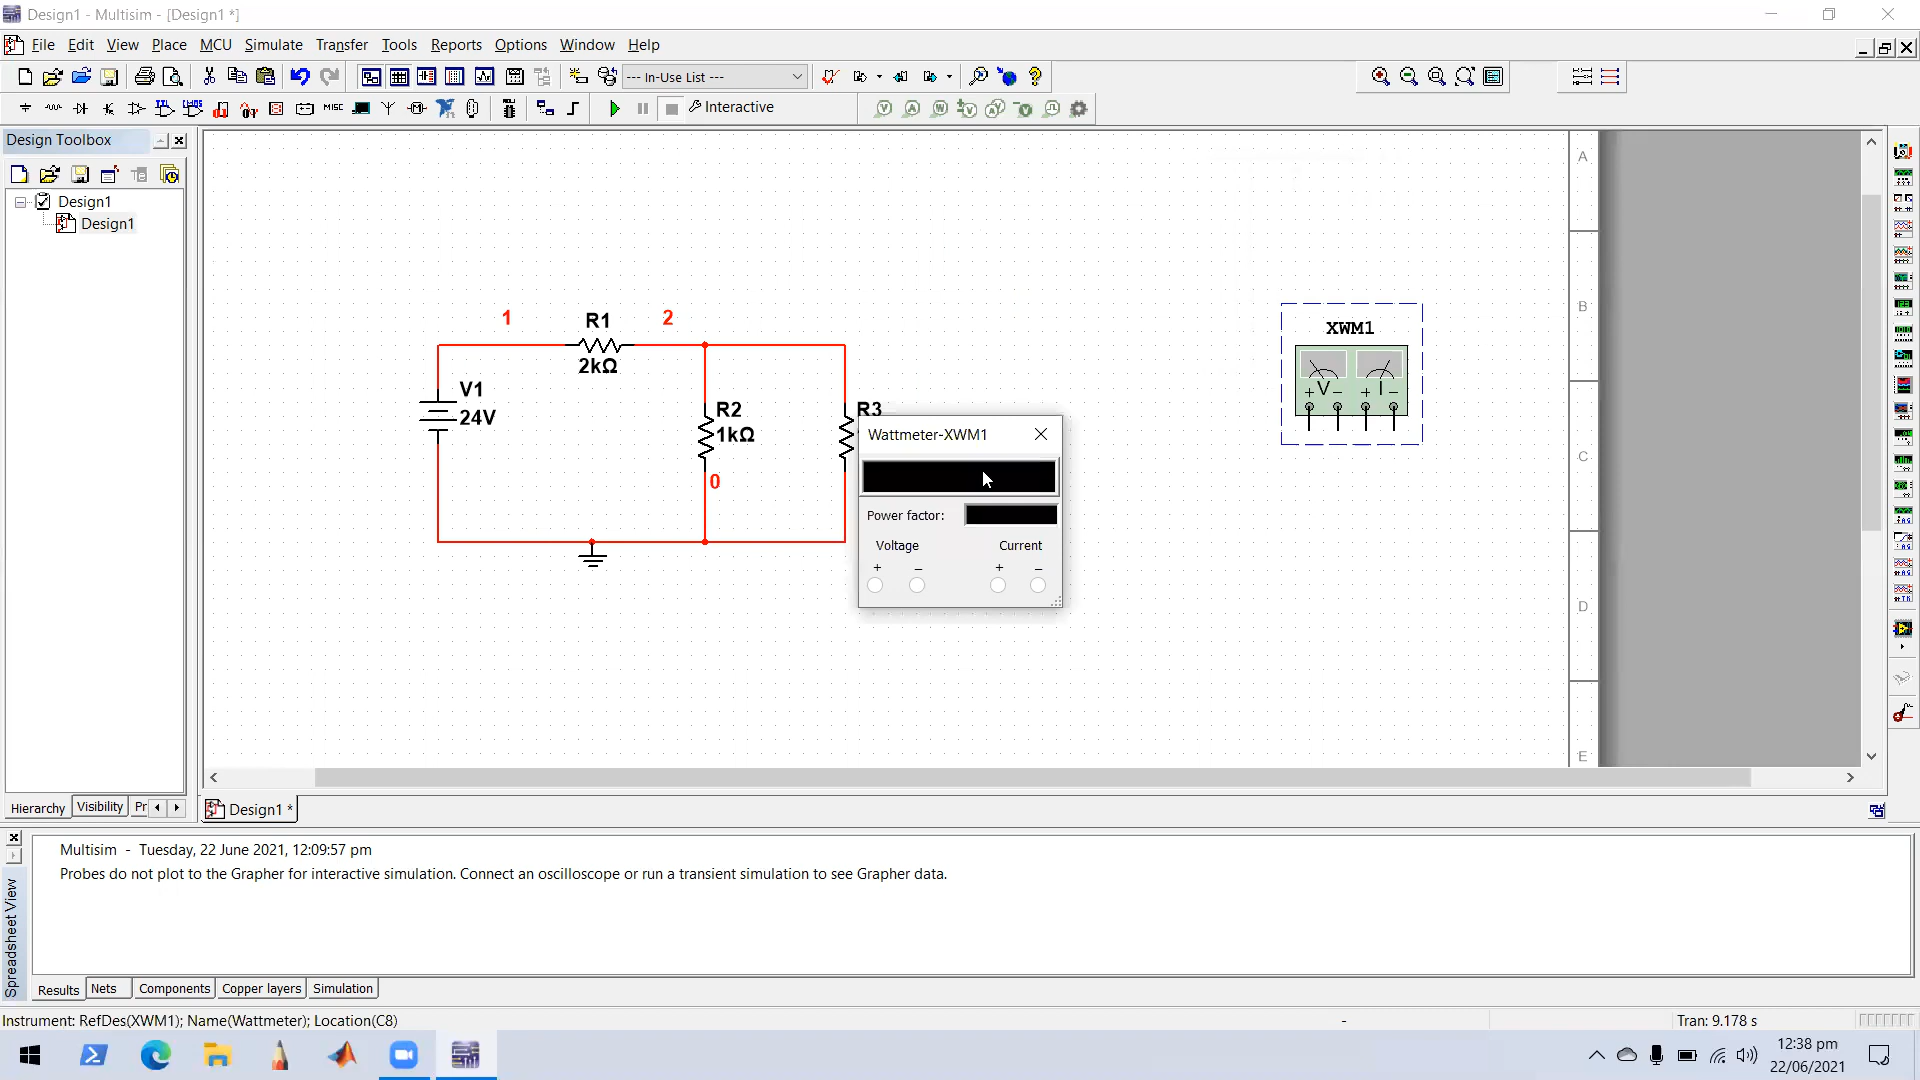 Design1 - Multisim - [Design1 *]
File Edit View Place MCU Simulate Transfer Tools Reports Options Window Help
--- In-Use List ---
MISC
Interactive
Design Toolbox
Design1
Design1
A
B
C
D
E
1
R1
2kΩ
2
V1
24V
R2
1kΩ
0
R3
XWM1
V I
+ − + −
Wattmeter-XWM1
Power factor:
Voltage Current
+ − + −
Hierarchy Visibility Pr
Design1 *
Multisim - Tuesday, 22 June 2021, 12:09:57 pm
Probes do not plot to the Grapher for interactive simulation. Connect an oscilloscope or run a transient simulation to see Grapher data.
Spreadsheet View
Results Nets Components Copper layers Simulation
Instrument: RefDes(XWM1); Name(Wattmeter); Location(C8)
-
Tran: 9.178 s
12:38 pm
22/06/2021